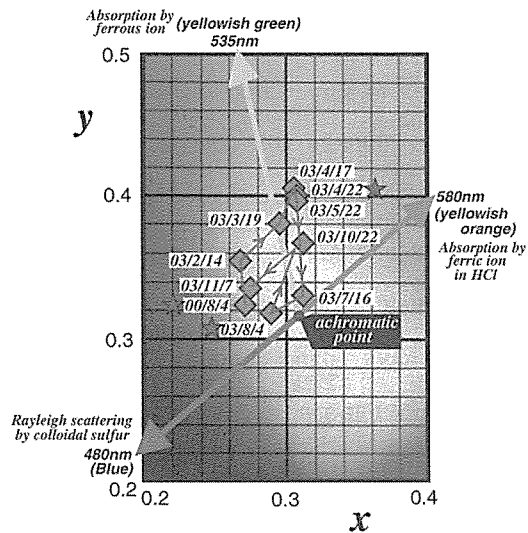 Absorption by
ferrous ion (yellowish green)
535nm
0.5
y
03/4/17
0.4
03/4/22
03/5/22
580nm
(yellowish
orange)
03/3/19
03/10/22
Absorption by
ferric ion
in HCl
03/2/14
03/11/7
03/7/16
00/8/4
03/8/4
achromatic
point
0.3
Rayleigh scattering
by colloidal sulfur
480nm
(Blue)
0.2
0.2
0.3
0.4
x